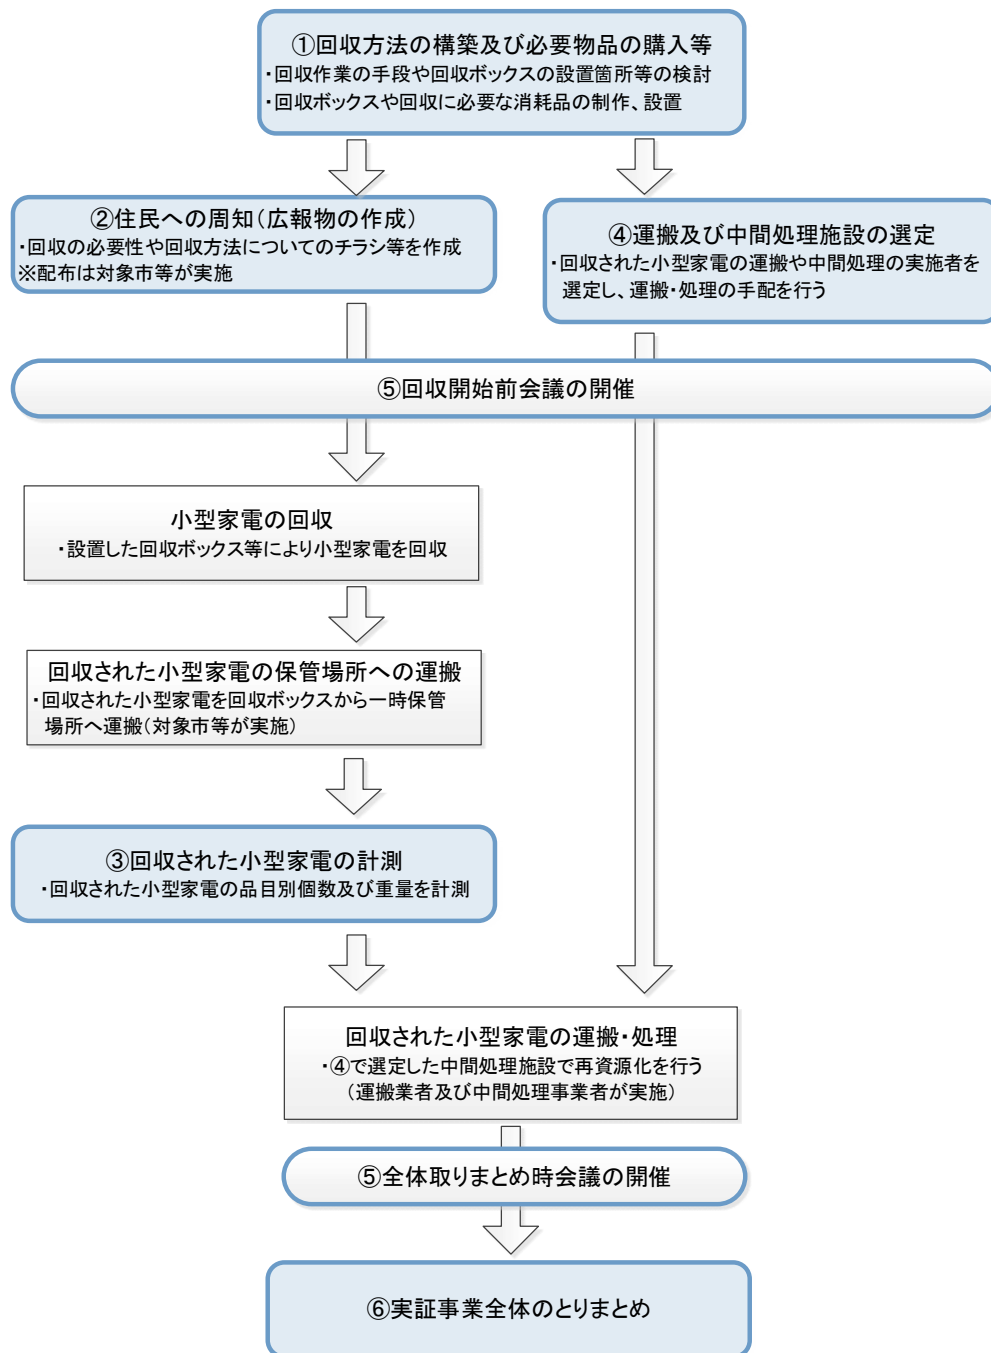 ①回収方法の構築及び必要物品の購入等
・回収作業の手段や回収ボックスの設置箇所等の検討
・回収ボックスや回収に必要な消耗品の制作、設置
②住民への周知（広報物の作成）
・回収の必要性や回収方法についてのチラシ等を作成
※配布は対象市等が実施
④運搬及び中間処理施設の選定
・回収された小型家電の運搬や中間処理の実施者を
選定し、運搬・処理の手配を行う
⑤回収開始前会議の開催
小型家電の回収
・設置した回収ボックス等により小型家電を回収
回収された小型家電の保管場所への運搬
・回収された小型家電を回収ボックスから一時保管
場所へ運搬（対象市等が実施）
③回収された小型家電の計測
・回収された小型家電の品目別個数及び重量を計測
回収された小型家電の運搬・処理
・④で選定した中間処理施設で再資源化を行う
（運搬業者及び中間処理事業者が実施）
⑤全体取りまとめ時会議の開催
⑥実証事業全体のとりまとめ